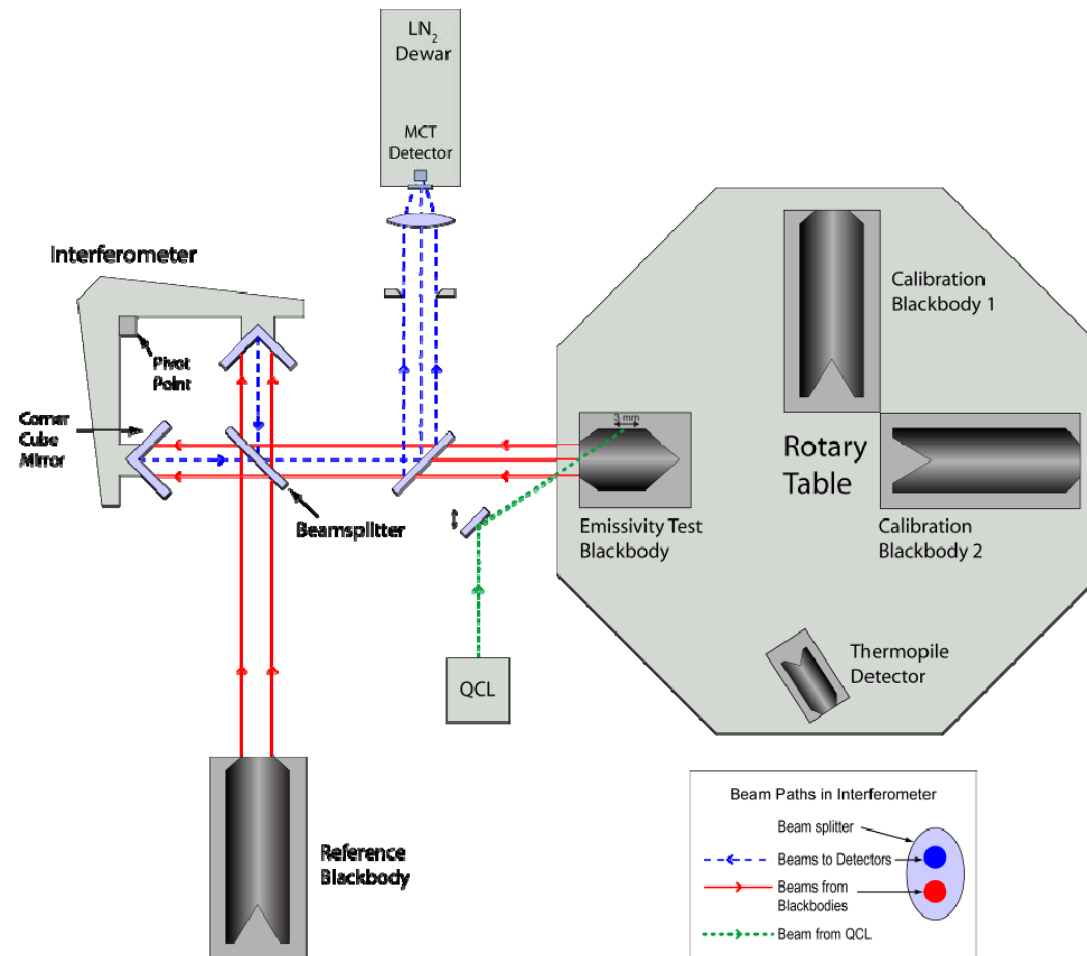 LN2
Dewar
MCT
Detector
Interferometer
Pivot
Point
Corner
Cube
Mirror
Beamsplitter
3 mm
Calibration
Blackbody 1
Rotary
Table
Emissivity Test
Blackbody
Calibration
Blackbody 2
Thermopile
Detector
QCL
Reference
Blackbody
Beam Paths in Interferometer
Beam splitter
Beams to Detectors
Beams from
Blackbodies
Beam from QCL